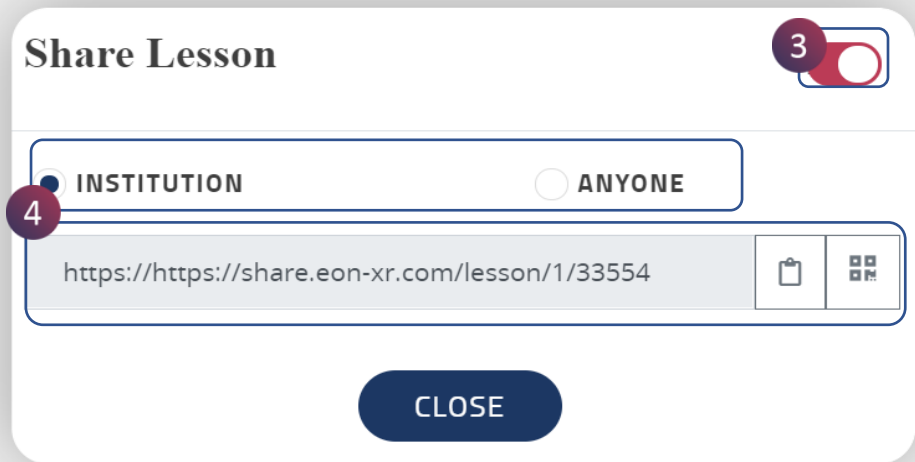 Share Lesson
3
INSTITUTION ANYONE
4
https://https://share.eon-xr.com/lesson/1/33554
CLOSE